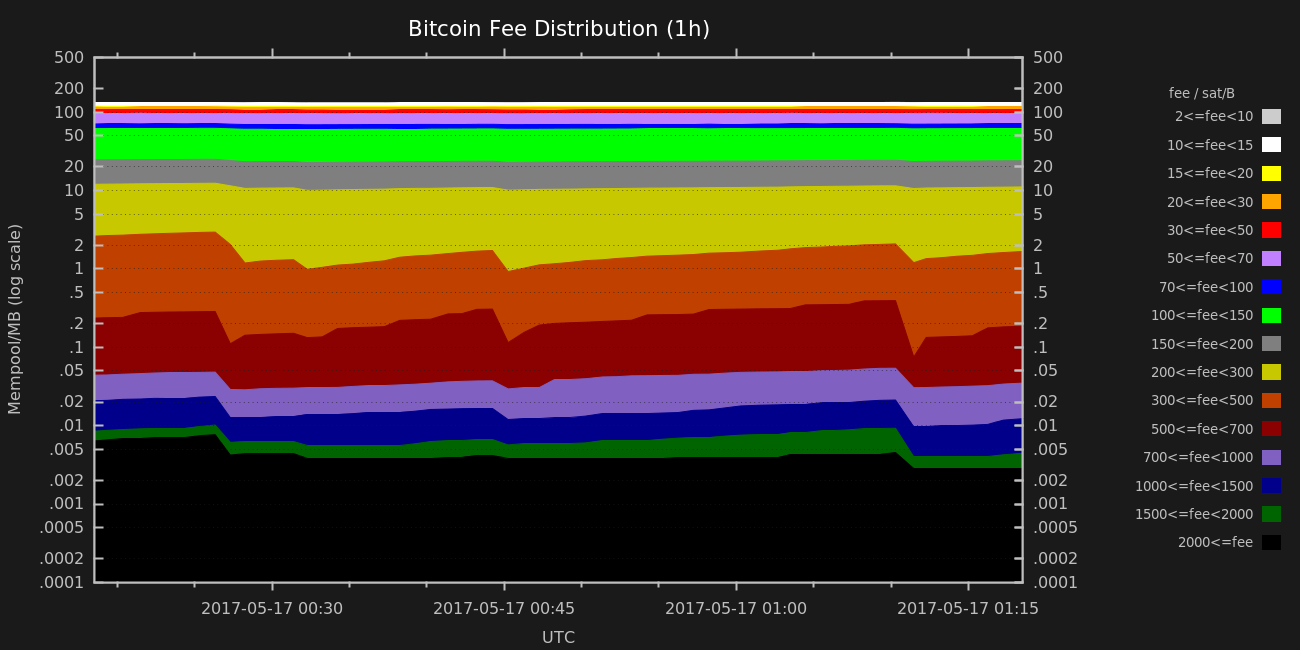 Bitcoin Fee Distribution (1h)
500
200
100
50
20
10
5
2
1
.5
.2
.1
.05
.02
.01
.005
.002
.001
.0005
.0002
.0001
Mempool/MB (log scale)
500
200
100
50
20
10
5
2
1
.5
.2
.1
.05
.02
.01
.005
.002
.001
.0005
.0002
.0001
2017-05-17 00:30
2017-05-17 00:45
2017-05-17 01:00
2017-05-17 01:15
UTC
fee / sat/B
2<=fee<10
10<=fee<15
15<=fee<20
20<=fee<30
30<=fee<50
50<=fee<70
70<=fee<100
100<=fee<150
150<=fee<200
200<=fee<300
300<=fee<500
500<=fee<700
700<=fee<1000
1000<=fee<1500
1500<=fee<2000
2000<=fee